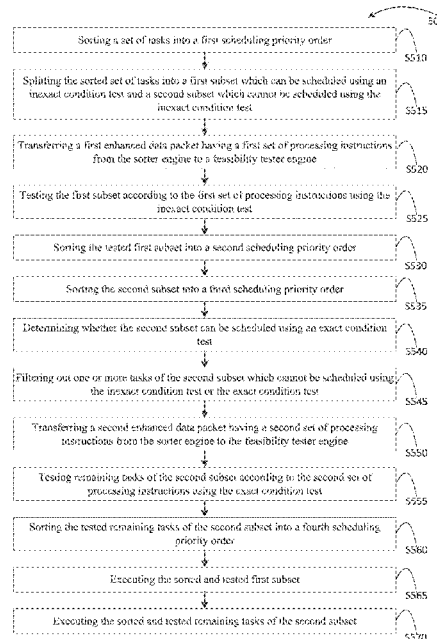 Sorting a set of tasks into a first scheduling priority order
S510
Splitting the sorted set of tasks into a first subset which can be scheduled using an
inexact condition test and a second subset which cannot be scheduled using the
inexact condition test
S515
Transferring a first enhanced data packet having a first set of processing instructions
from the sorter engine to a feasibility tester engine
S520
Testing the first subset according to the first set of processing instructions using the
inexact condition test
S525
Sorting the tested first subset into a second scheduling priority order
S530
Sorting the second subset into a third scheduling priority order
S535
Determining whether the second subset can be scheduled using an exact condition
test
S540
Filtering out one or more tasks of the second subset which cannot be scheduled using
the inexact condition test or the exact condition test
S545
Transferring a second enhanced data packet having a second set of processing
instructions from the sorter engine to the feasibility tester engine
S550
Testing remaining tasks of the second subset according to the second set of
processing instructions using the exact condition test
S555
Sorting the tested remaining tasks of the second subset into a fourth scheduling
priority order
S560
Executing the sorted and tested first subset
S565
Executing the sorted and tested remaining tasks of the second subset
S570